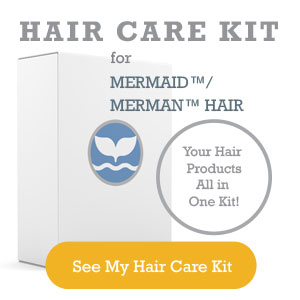 HAIR CARE KIT
for
MERMAID™/
MERMAN™ HAIR
Your Hair
Products
All in
One Kit!
See My Hair Care Kit